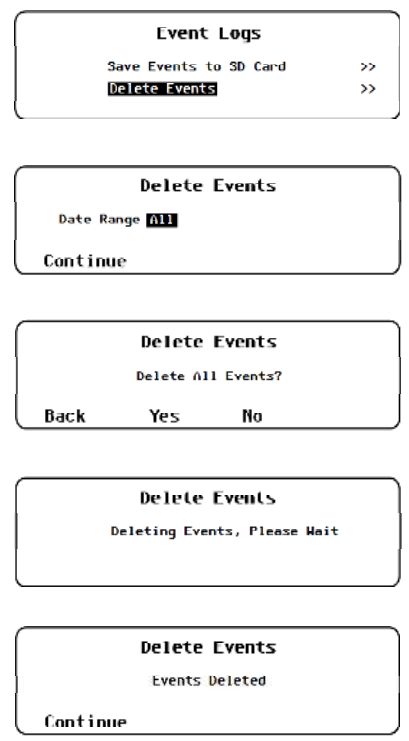 Event Logs
Save Events to SD Card >>
Delete Events >>
Delete Events
Date Range All
Continue
Delete Events
Delete All Events?
Back Yes No
Delete Events
Deleting Events, Please Wait
Delete Events
Events Deleted
Continue